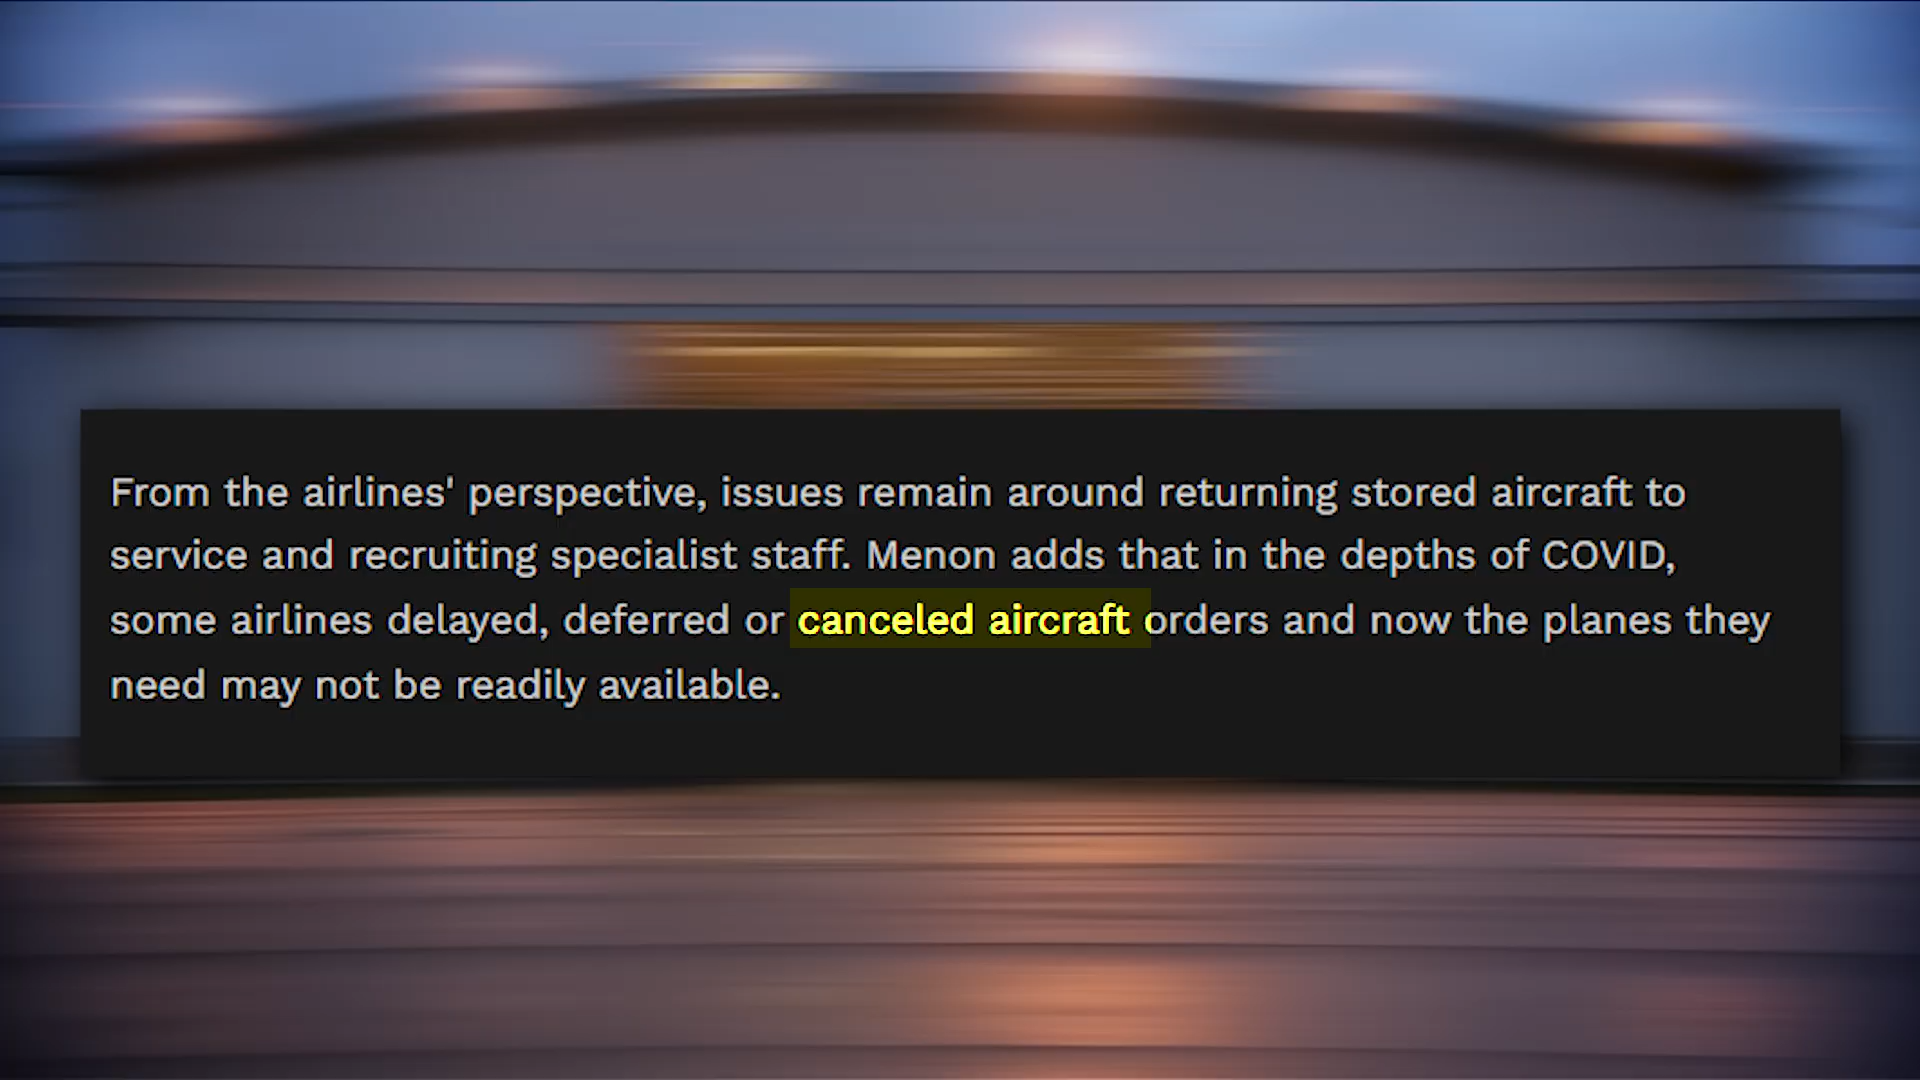 From the airlines' perspective, issues remain around returning stored aircraft to
service and recruiting specialist staff. Menon adds that in the depths of COVID,
some airlines delayed, deferred or canceled aircraft orders and now the planes they
need may not be readily available.